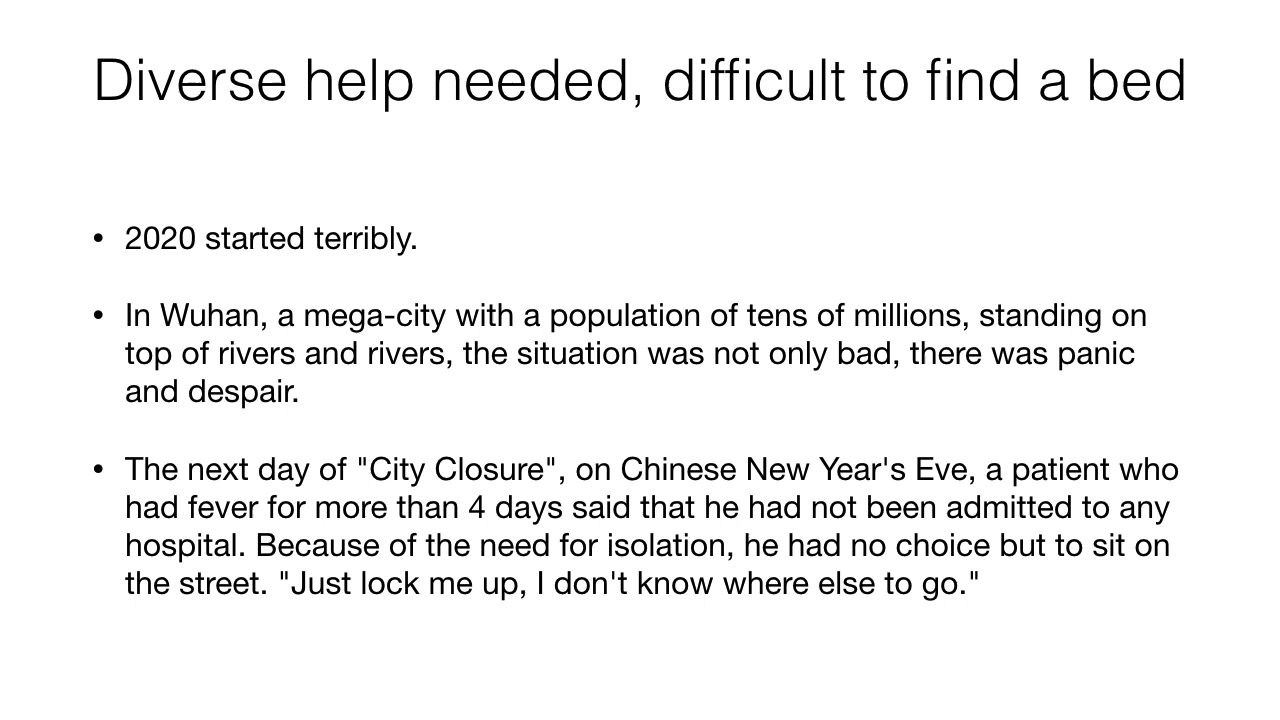 Diverse help needed, difficult to find a bed
• 2020 started terribly.
• In Wuhan, a mega-city with a population of tens of millions, standing on
top of rivers and rivers, the situation was not only bad, there was panic
and despair.
• The next day of "City Closure", on Chinese New Year's Eve, a patient who
had fever for more than 4 days said that he had not been admitted to any
hospital. Because of the need for isolation, he had no choice but to sit on
the street. "Just lock me up, I don't know where else to go."